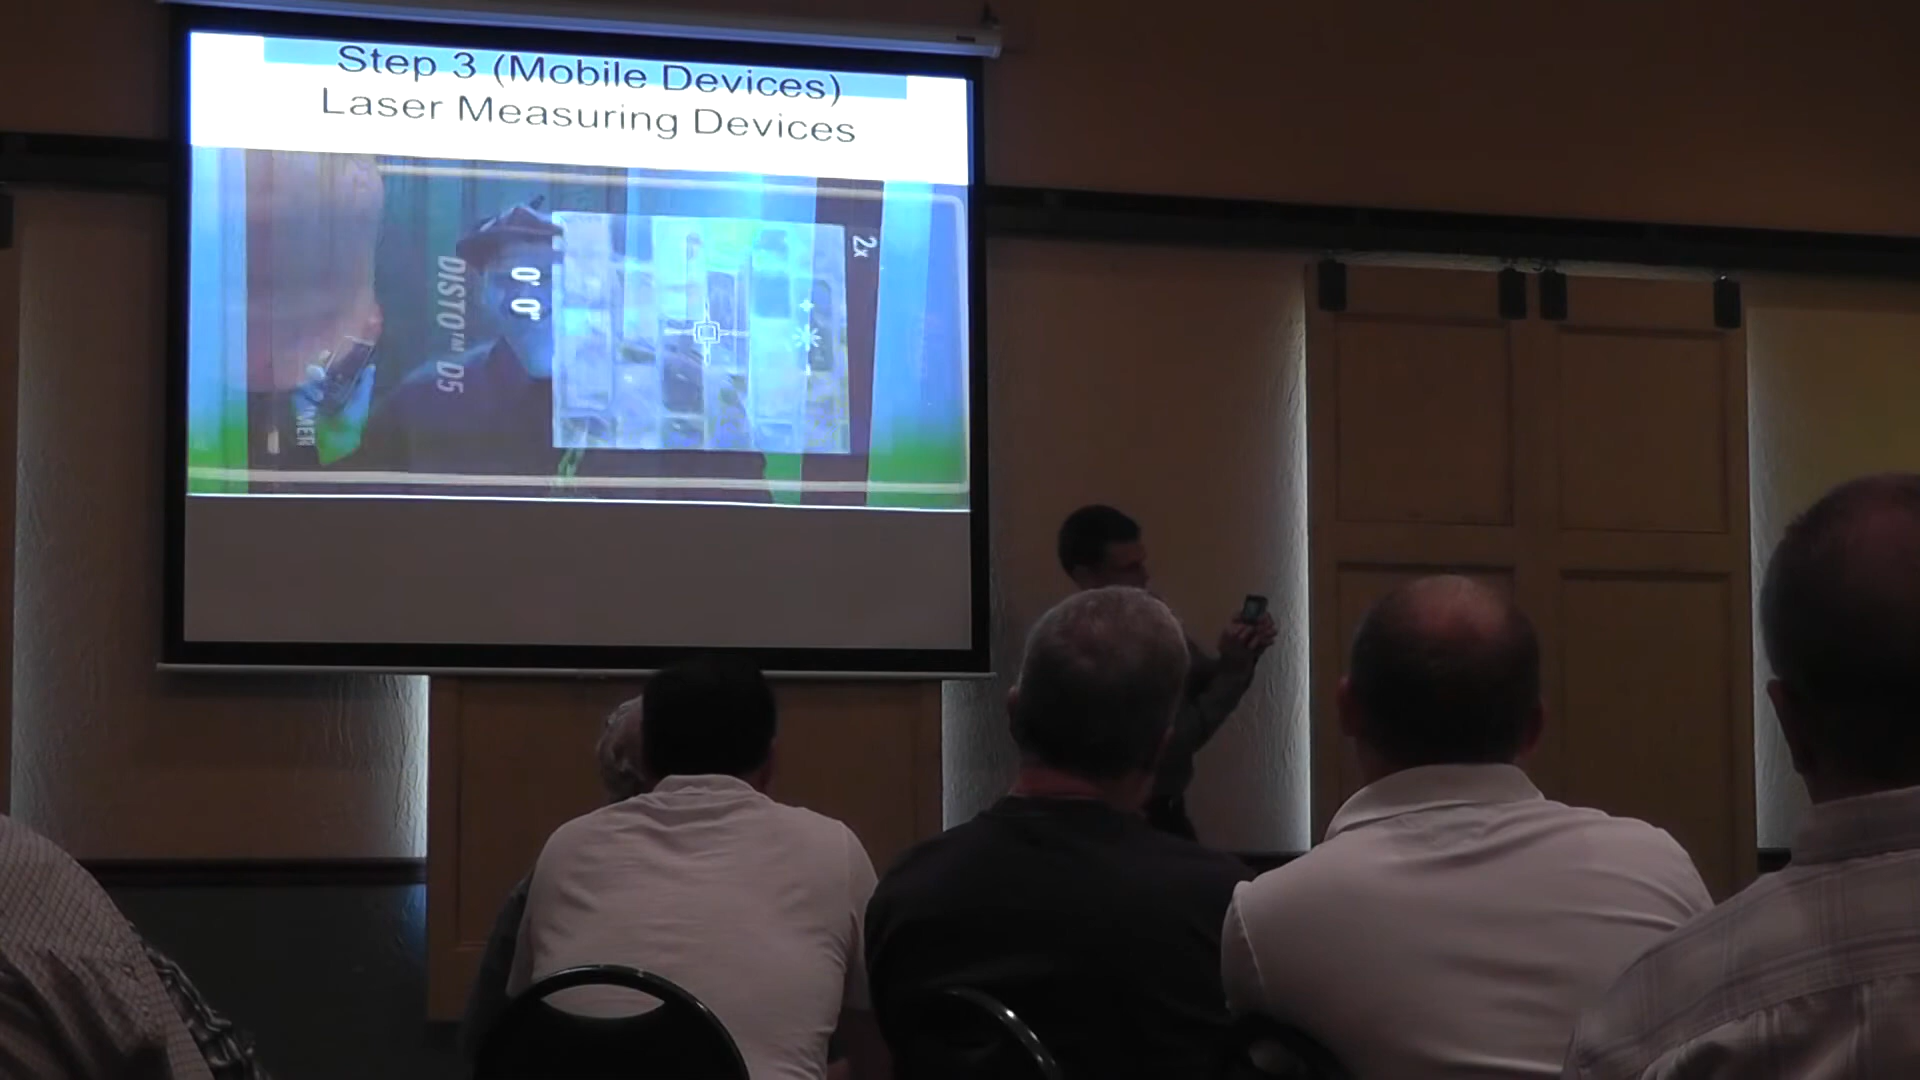 Step 3 (Mobile Devices)
Laser Measuring Devices
2x
0' 0"
DISTO™ D5